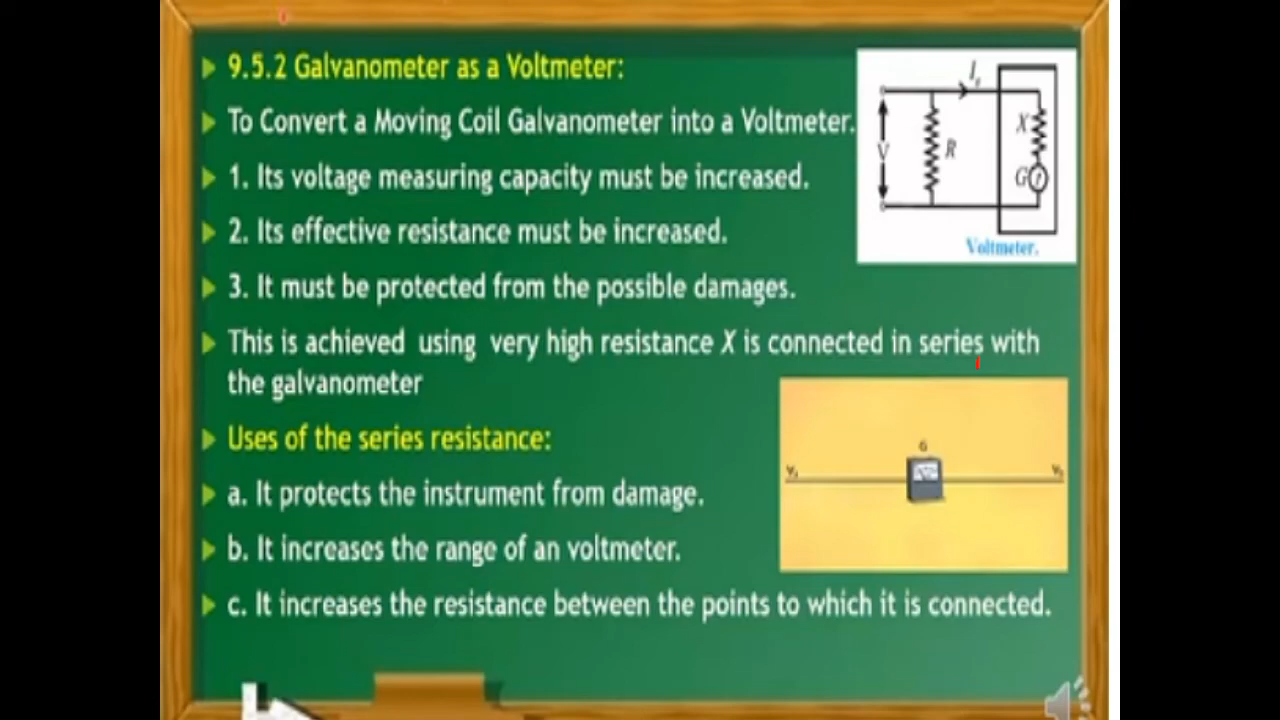 9.5.2 Galvanometer as a Voltmeter:
To Convert a Moving Coil Galvanometer into a Voltmeter.
1. Its voltage measuring capacity must be increased.
2. Its effective resistance must be increased.
3. It must be protected from the possible damages.
This is achieved using very high resistance X is connected in series with
the galvanometer
Uses of the series resistance:
a. It protects the instrument from damage.
b. It increases the range of an voltmeter.
c. It increases the resistance between the points to which it is connected.
V
R
X
G
Voltmeter.
G